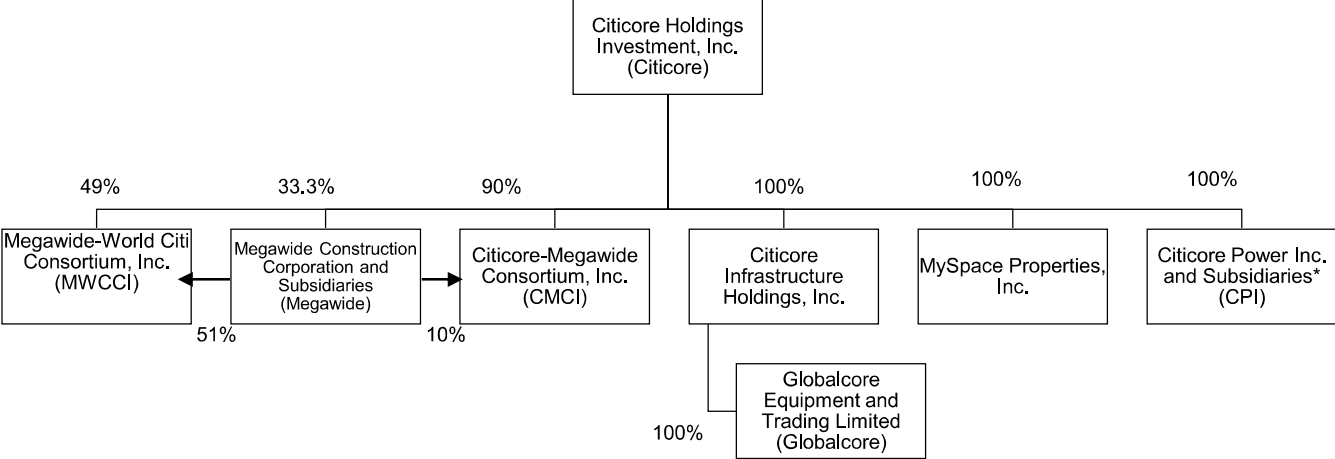 Citicore Holdings
Investment, Inc.
(Citicore)
49%
33.3%
90%
100%
100%
100%
Megawide-World Citi
Consortium, Inc.
(MWCCI)
Megawide Construction
Corporation and
Subsidiaries
(Megawide)
Citicore-Megawide
Consortium, Inc.
(CMCI)
Citicore
Infrastructure
Holdings, Inc.
MySpace Properties,
Inc.
Citicore Power Inc.
and Subsidiaries*
(CPI)
51%
10%
100%
Globalcore
Equipment and
Trading Limited
(Globalcore)